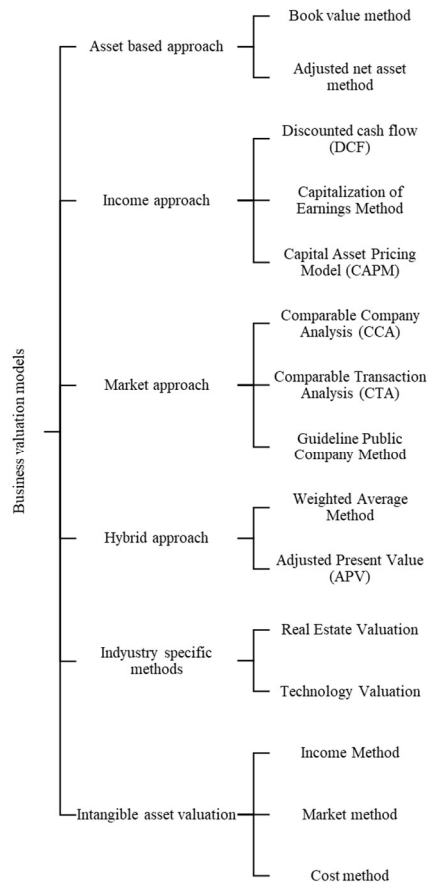 Business valuation models
Asset based approach
Book value method
Adjusted net asset
method
Income approach
Discounted cash flow
(DCF)
Capitalization of
Earnings Method
Capital Asset Pricing
Model (CAPM)
Market approach
Comparable Company
Analysis (CCA)
Comparable Transaction
Analysis (CTA)
Guideline Public
Company Method
Hybrid approach
Weighted Average
Method
Adjusted Present Value
(APV)
Indyustry specific
methods
Real Estate Valuation
Technology Valuation
Intangible asset valuation
Income Method
Market method
Cost method